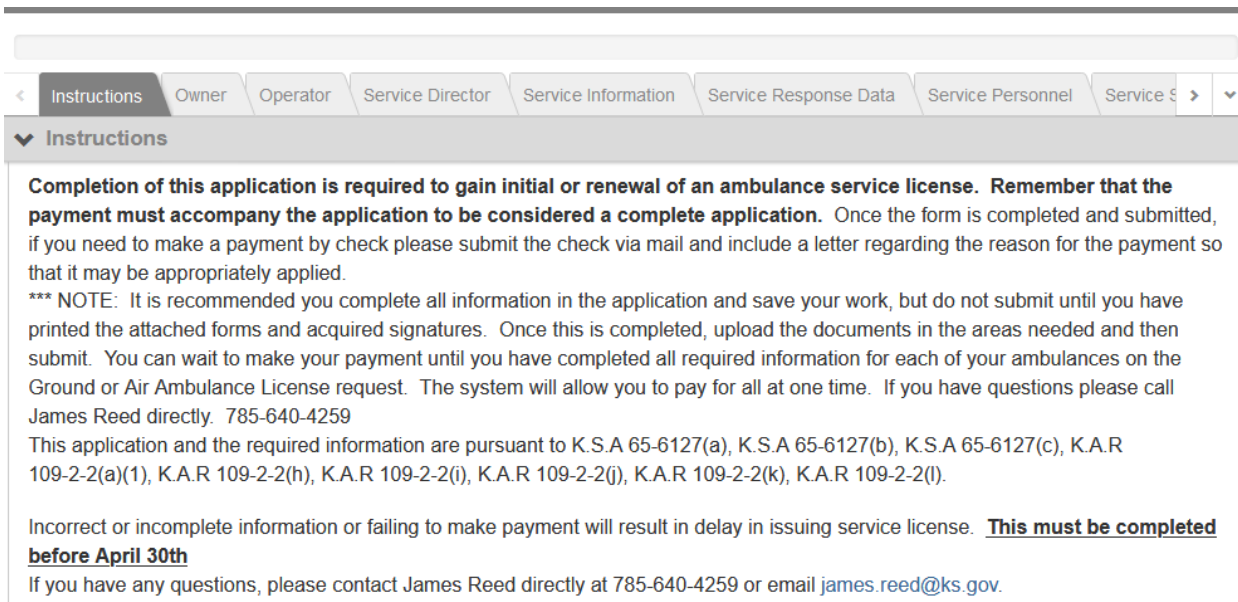 Instructions
Owner
Operator
Service Director
Service Information
Service Response Data
Service Personnel
Service
Instructions
Completion of this application is required to gain initial or renewal of an ambulance service license.  Remember that the
payment must accompany the application to be considered a complete application.  Once the form is completed and submitted,
if you need to make a payment by check please submit the check via mail and include a letter regarding the reason for the payment so
that it may be appropriately applied.
*** NOTE:  It is recommended you complete all information in the application and save your work, but do not submit until you have
printed the attached forms and acquired signatures.  Once this is completed, upload the documents in the areas needed and then
submit.  You can wait to make your payment until you have completed all required information for each of your ambulances on the
Ground or Air Ambulance License request.  The system will allow you to pay for all at one time.  If you have questions please call
James Reed directly.  785-640-4259
This application and the required information are pursuant to K.S.A 65-6127(a), K.S.A 65-6127(b), K.S.A 65-6127(c), K.A.R
109-2-2(a)(1), K.A.R 109-2-2(h), K.A.R 109-2-2(i), K.A.R 109-2-2(j), K.A.R 109-2-2(k), K.A.R 109-2-2(l).
Incorrect or incomplete information or failing to make payment will result in delay in issuing service license.  This must be completed
before April 30th
If you have any questions, please contact James Reed directly at 785-640-4259 or email james.reed@ks.gov.